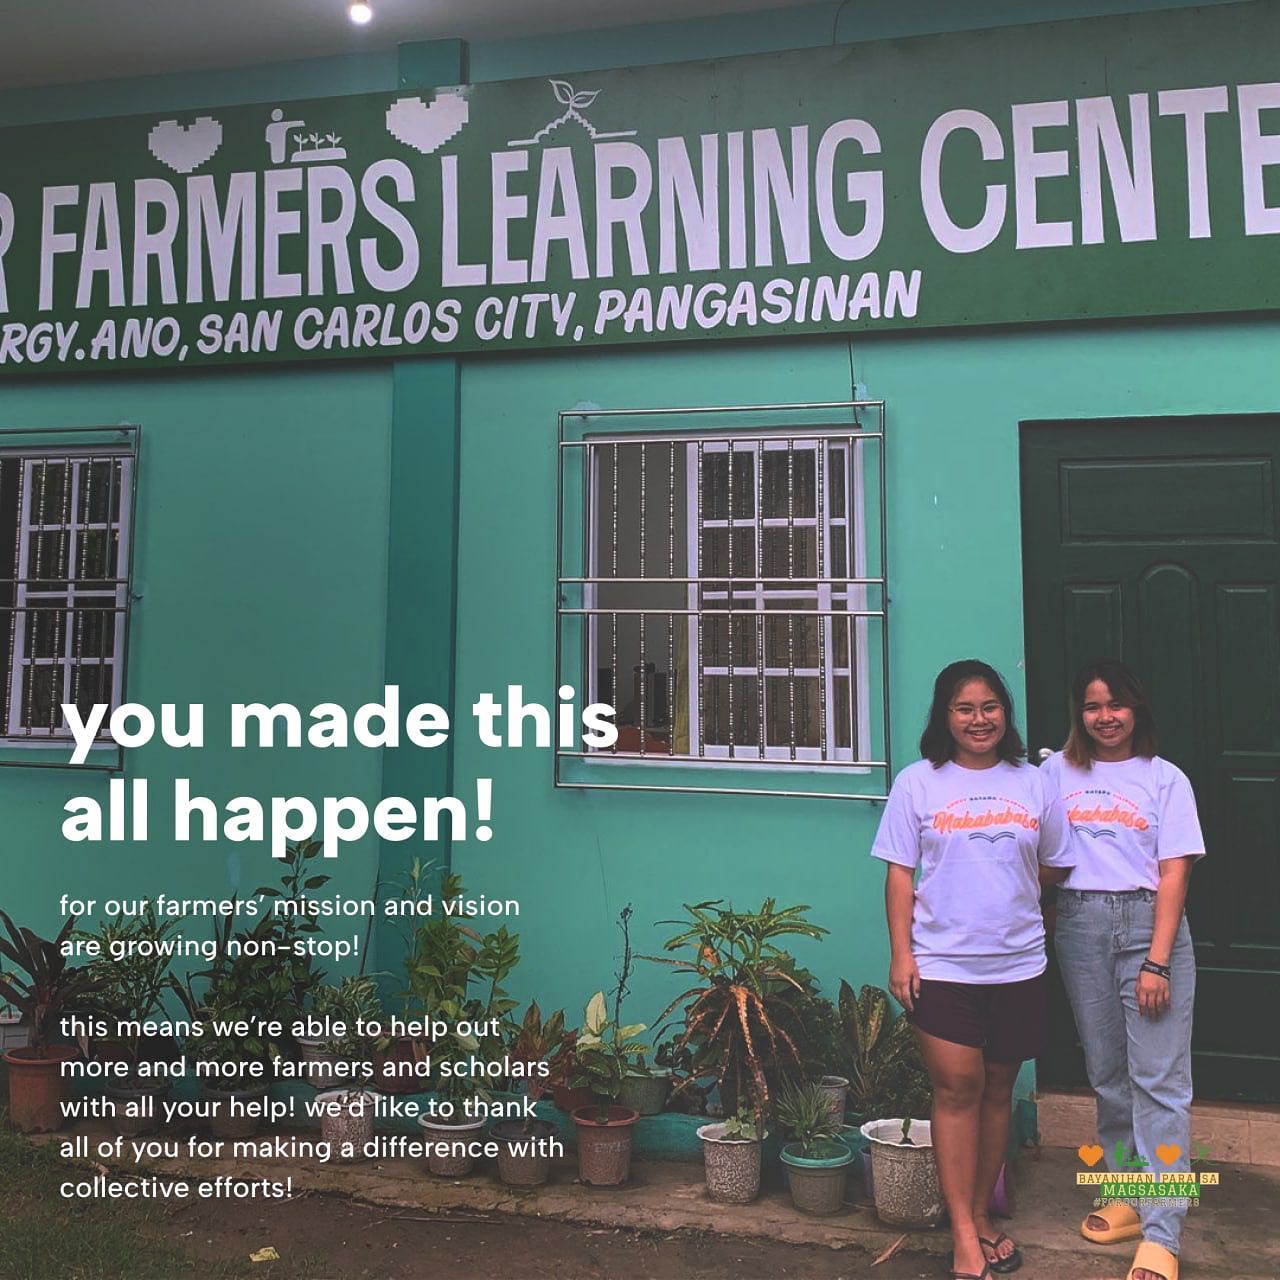 R FARMERS LEARNING CENTE
RGY. ANO, SAN CARLOS CITY, PANGASINAN
you made this
all happen!
for our farmers’ mission and vision
are growing non-stop!
this means we’re able to help out
more and more farmers and scholars
with all your help! we’d like to thank
all of you for making a difference with
collective efforts!
Nakababasa
kababasa
BAYANIHAN PARA SA
MAGSASAKA
#FOROURFARMERS